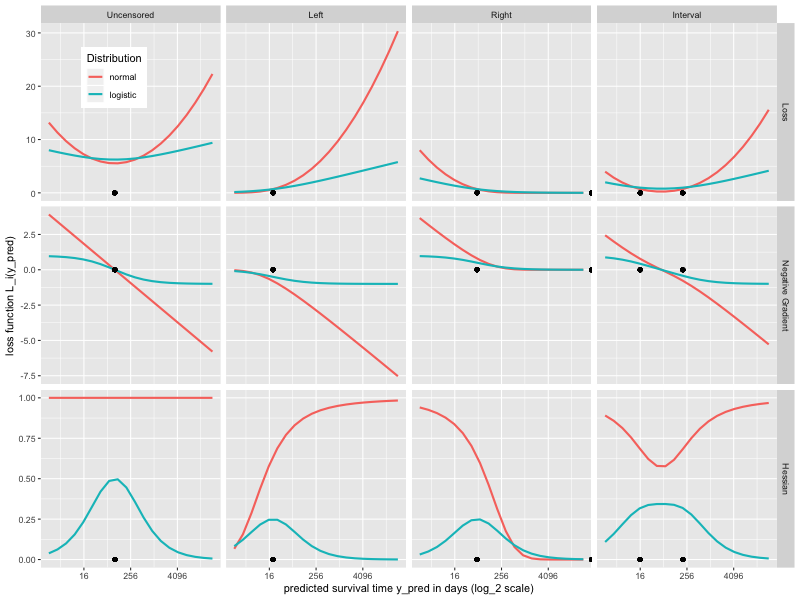 Uncensored
Left
Right
Interval
30
20
10
0
Distribution
normal
logistic
Loss
2.5
0.0
-2.5
-5.0
-7.5
Negative Gradient
loss function L_i(y_pred)
1.00
0.75
0.50
0.25
0.00
Hessian
16 256 4096
16 256 4096
16 256 4096
16 256 4096
predicted survival time y_pred in days (log_2 scale)